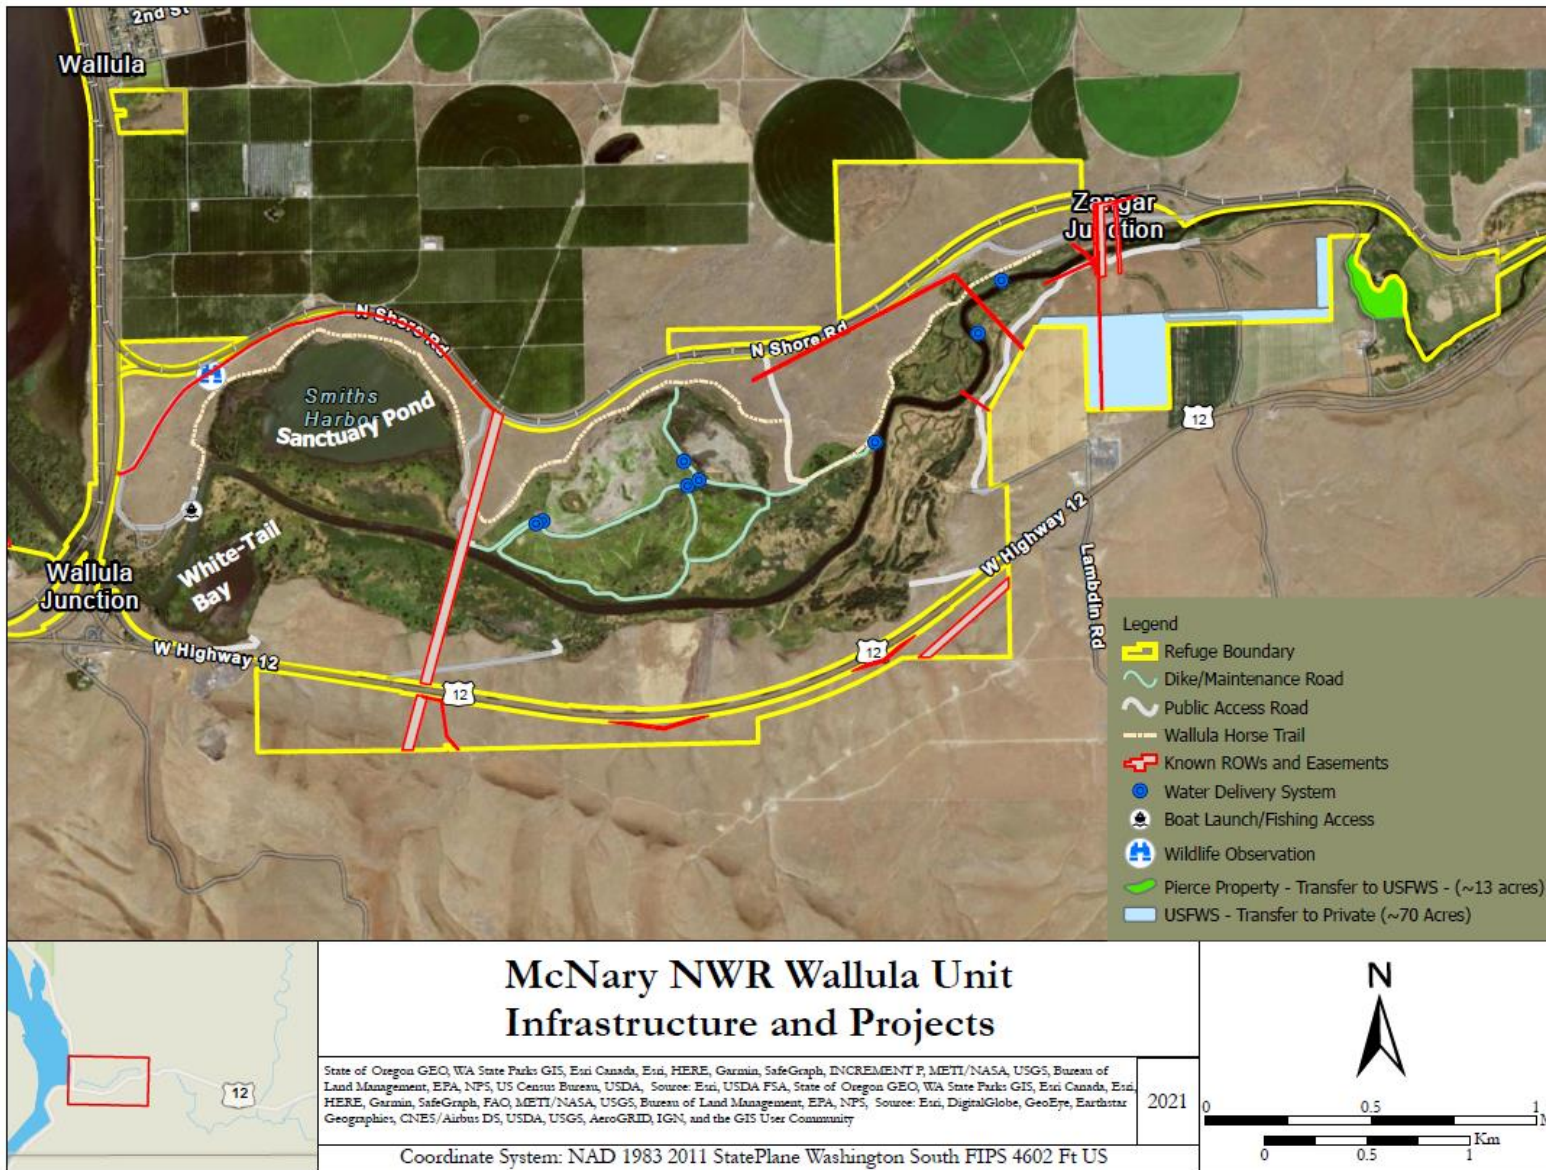 2nd St
Wallula
Zangar
Junction
N Shore Rd
N Shore Rd
Smiths
Harbor
Sanctuary Pond
12
W Highway 12
White-Tail
Bay
Wallula
Junction
Lambdin Rd
W Highway 12
12
12
Legend
Refuge Boundary
Dike/Maintenance Road
Public Access Road
Wallula Horse Trail
Known ROWs and Easements
Water Delivery System
Boat Launch/Fishing Access
Wildlife Observation
Pierce Property - Transfer to USFWS - (~13 acres)
USFWS - Transfer to Private (~70 Acres)
12
McNary NWR Wallula Unit
Infrastructure and Projects
State of Oregon GEO, WA State Parks GIS, Esri Canada, Esri, HERE, Garmin, SafeGraph, INCREMENT P, METI/NASA, USGS, Bureau of
Land Management, EPA, NPS, US Census Bureau, USDA, Source: Esri, USDA FSA, State of Oregon GEO, WA State Parks GIS, Esri Canada, Esri,
HERE, Garmin, SafeGraph, FAO, METI/NASA, USGS, Bureau of Land Management, EPA, NPS, Source: Esri, DigitalGlobe, GeoEye, Earthstar
Geographics, CNES/Airbus DS, USDA, USGS, AeroGRID, IGN, and the GIS User Community
2021
Coordinate System: NAD 1983 2011 StatePlane Washington South FIPS 4602 Ft US
N
0 0.5 1
Km
0 0.5 1